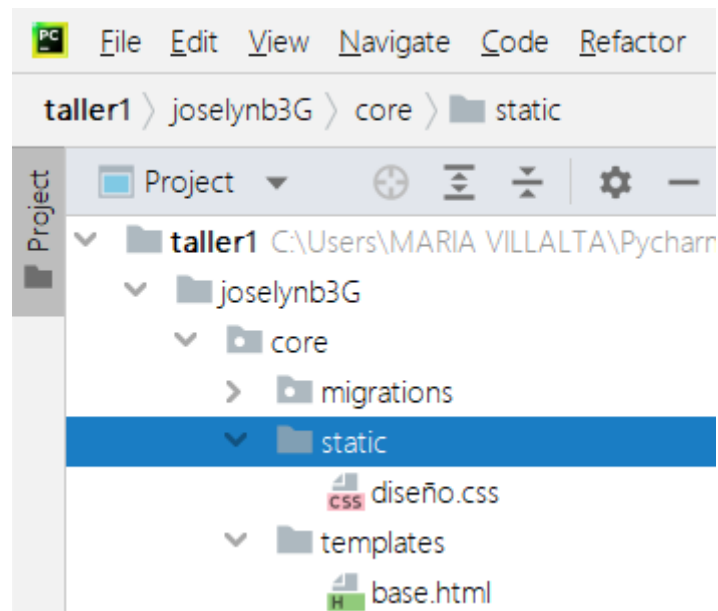 PC File Edit View Navigate Code Refactor
taller1 joselynb3G core static
Project
Project
taller1 C:\Users\MARIA VILLALTA\Pycharm
joselynb3G
core
migrations
static
CSS diseño.css
templates
H base.html